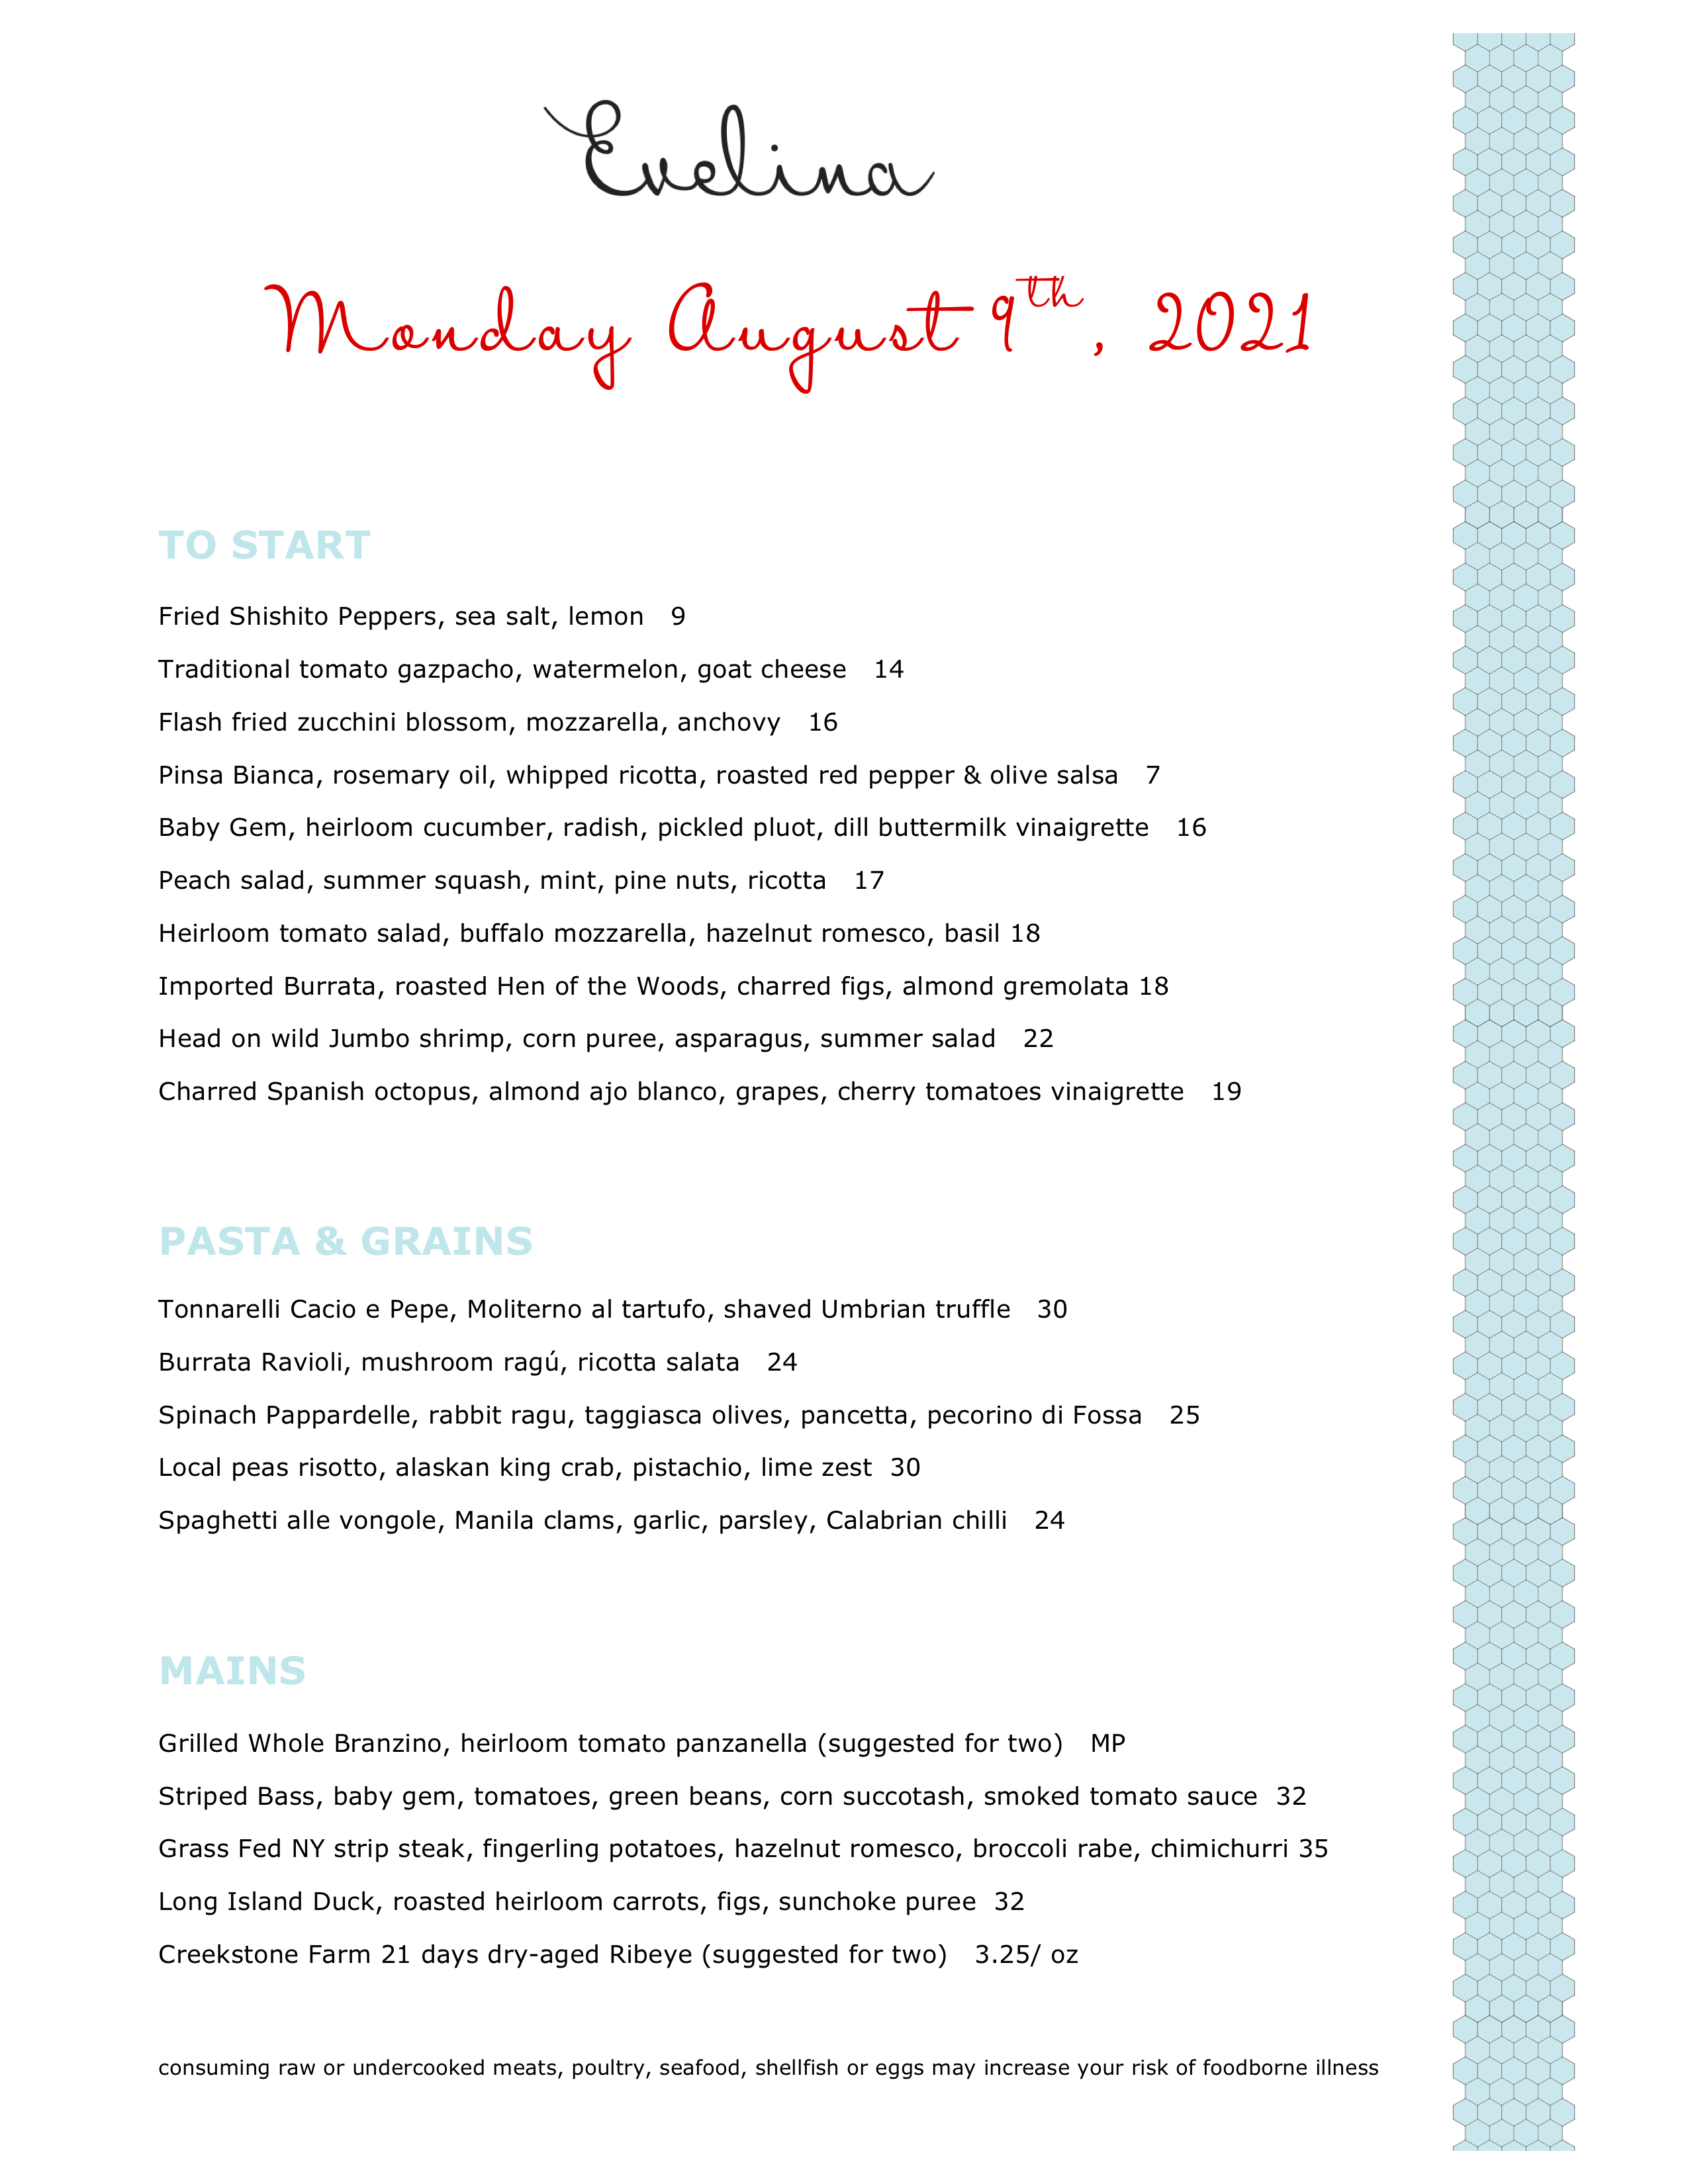 Evelina
Monday August 9th, 2021
TO START
Fried Shishito Peppers, sea salt, lemon 9
Traditional tomato gazpacho, watermelon, goat cheese 14
Flash fried zucchini blossom, mozzarella, anchovy 16
Pinsa Bianca, rosemary oil, whipped ricotta, roasted red pepper & olive salsa 7
Baby Gem, heirloom cucumber, radish, pickled pluot, dill buttermilk vinaigrette 16
Peach salad, summer squash, mint, pine nuts, ricotta 17
Heirloom tomato salad, buffalo mozzarella, hazelnut romesco, basil 18
Imported Burrata, roasted Hen of the Woods, charred figs, almond gremolata 18
Head on wild Jumbo shrimp, corn puree, asparagus, summer salad 22
Charred Spanish octopus, almond ajo blanco, grapes, cherry tomatoes vinaigrette 19
PASTA & GRAINS
Tonnarelli Cacio e Pepe, Moliterno al tartufo, shaved Umbrian truffle 30
Burrata Ravioli, mushroom ragú, ricotta salata 24
Spinach Pappardelle, rabbit ragu, taggiasca olives, pancetta, pecorino di Fossa 25
Local peas risotto, alaskan king crab, pistachio, lime zest 30
Spaghetti alle vongole, Manila clams, garlic, parsley, Calabrian chilli 24
MAINS
Grilled Whole Branzino, heirloom tomato panzanella (suggested for two) MP
Striped Bass, baby gem, tomatoes, green beans, corn succotash, smoked tomato sauce 32
Grass Fed NY strip steak, fingerling potatoes, hazelnut romesco, broccoli rabe, chimichurri 35
Long Island Duck, roasted heirloom carrots, figs, sunchoke puree 32
Creekstone Farm 21 days dry-aged Ribeye (suggested for two) 3.25/ oz
consuming raw or undercooked meats, poultry, seafood, shellfish or eggs may increase your risk of foodborne illness